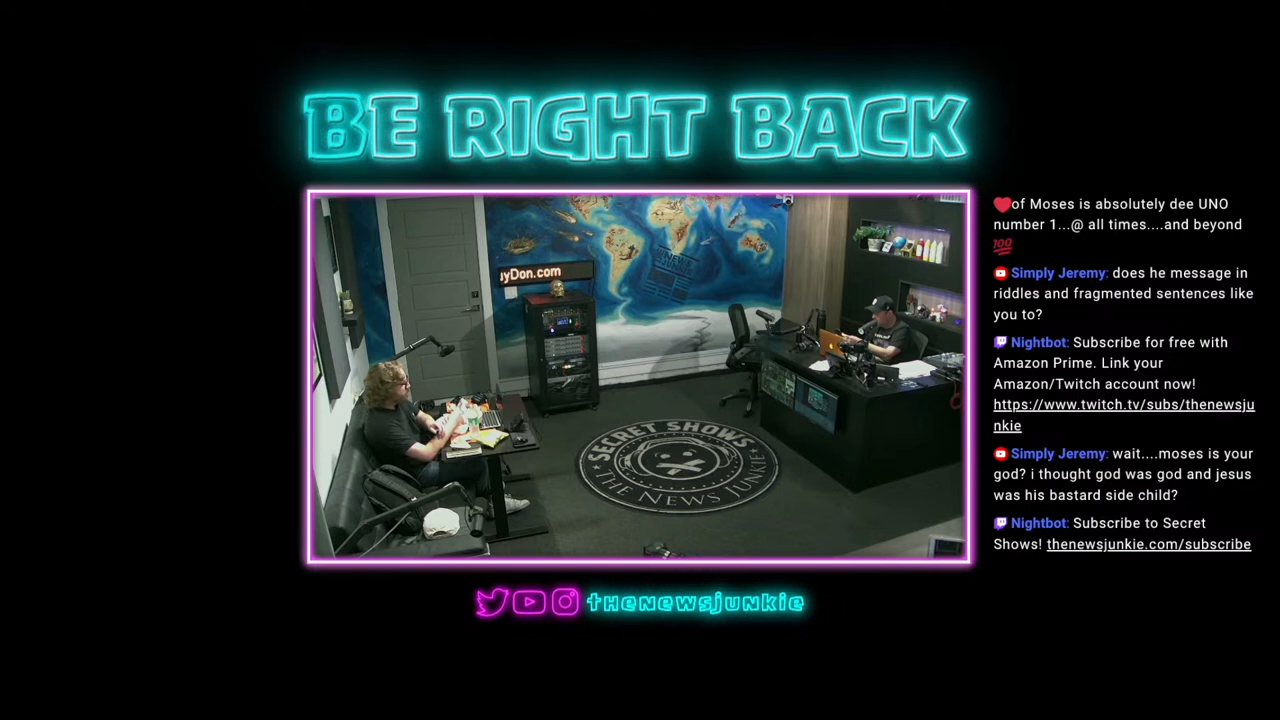 BE RIGHT BACK
of Moses is absolutely dee UNO
number 1...@ all times....and beyond
💯
Simply Jeremy: does he message in
riddles and fragmented sentences like
you to?
Nightbot: Subscribe for free with
Amazon Prime. Link your
Amazon/Twitch account now!
https://www.twitch.tv/subs/thenewsju
nkie
Simply Jeremy: wait....moses is your
god? i thought god was god and jesus
was his bastard side child?
Nightbot: Subscribe to Secret
Shows! thenewsjunkie.com/subscribe
yDon.com
THE NEWS
JUNKIE
SECRET SHOWS
THE NEWS JUNKIE
thenewsjunkie